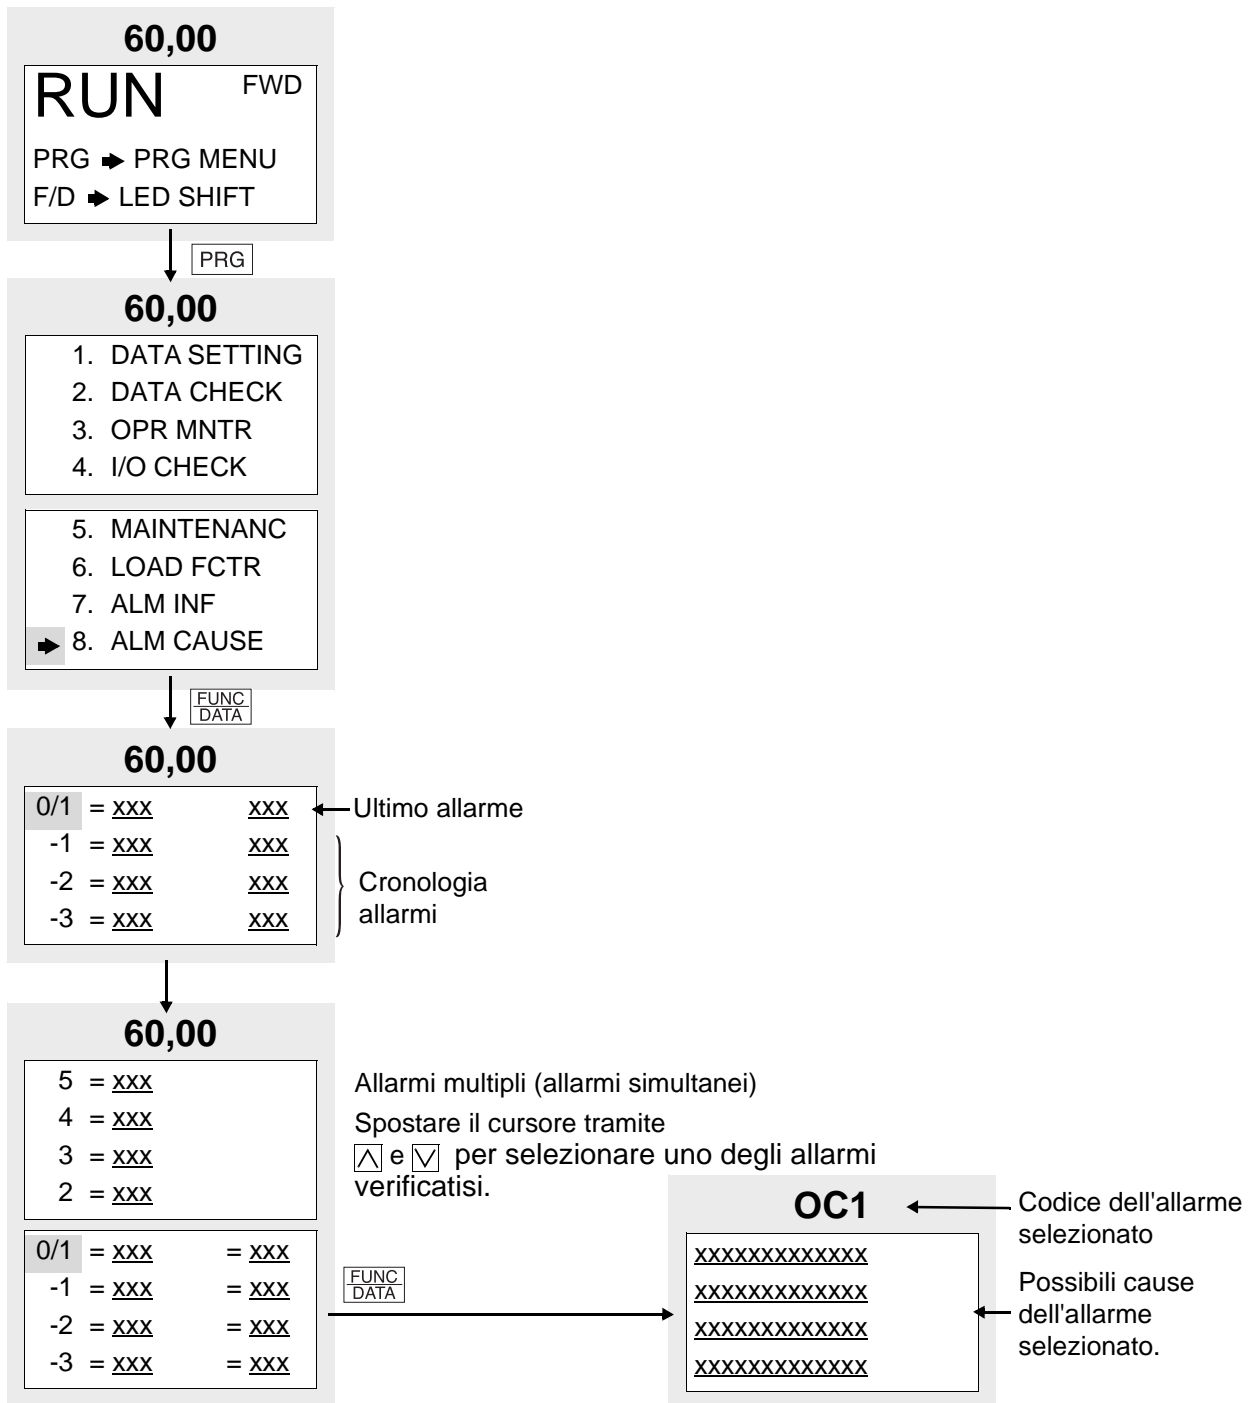 60,00
RUN FWD
PRG ➡ PRG MENU
F/D ➡ LED SHIFT
PRG
60,00
1. DATA SETTING
2. DATA CHECK
3. OPR MNTR
4. I/O CHECK
5. MAINTENANC
6. LOAD FCTR
7. ALM INF
➡ 8. ALM CAUSE
FUNC
DATA
60,00
0/1 = xxx xxx
Ultimo allarme
-1 = xxx xxx
-2 = xxx xxx
-3 = xxx xxx
Cronologia
allarmi
60,00
5 = xxx
4 = xxx
3 = xxx
2 = xxx
Allarmi multipli (allarmi simultanei)
Spostare il cursore tramite
∧ e ∨ per selezionare uno degli allarmi
verificatisi.
0/1 = xxx = xxx
-1 = xxx = xxx
-2 = xxx = xxx
-3 = xxx = xxx
FUNC
DATA
OC1
xxxxxxxxxxxxx
xxxxxxxxxxxxx
xxxxxxxxxxxxx
xxxxxxxxxxxxx
Codice dell'allarme
selezionato
Possibili cause
dell'allarme
selezionato.